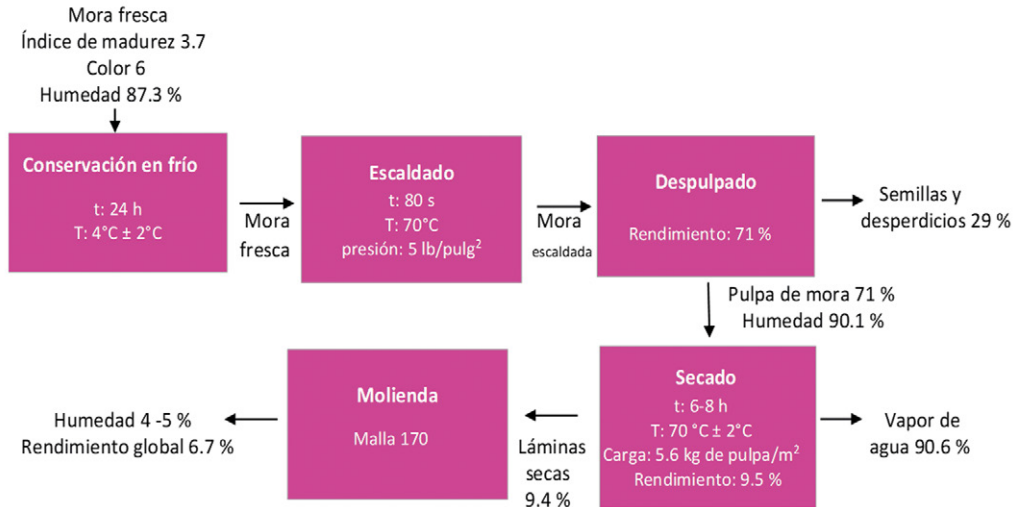 Mora fresca
Índice de madurez 3.7
Color 6
Humedad 87.3 %
Conservación en frío
t: 24 h
T: 4°C ± 2°C
Mora
fresca
Escaldado
t: 80 s
T: 70°C
presión: 5 lb/pulg²
Mora
escaldada
Despulpado
Rendimiento: 71 %
Semillas y
desperdicios 29 %
Pulpa de mora 71 %
Humedad 90.1 %
Secado
t: 6-8 h
T: 70 °C ± 2°C
Carga: 5.6 kg de pulpa/m²
Rendimiento: 9.5 %
Vapor de
agua 90.6 %
Láminas
secas
9.4 %
Molienda
Malla 170
Humedad 4 -5 %
Rendimiento global 6.7 %